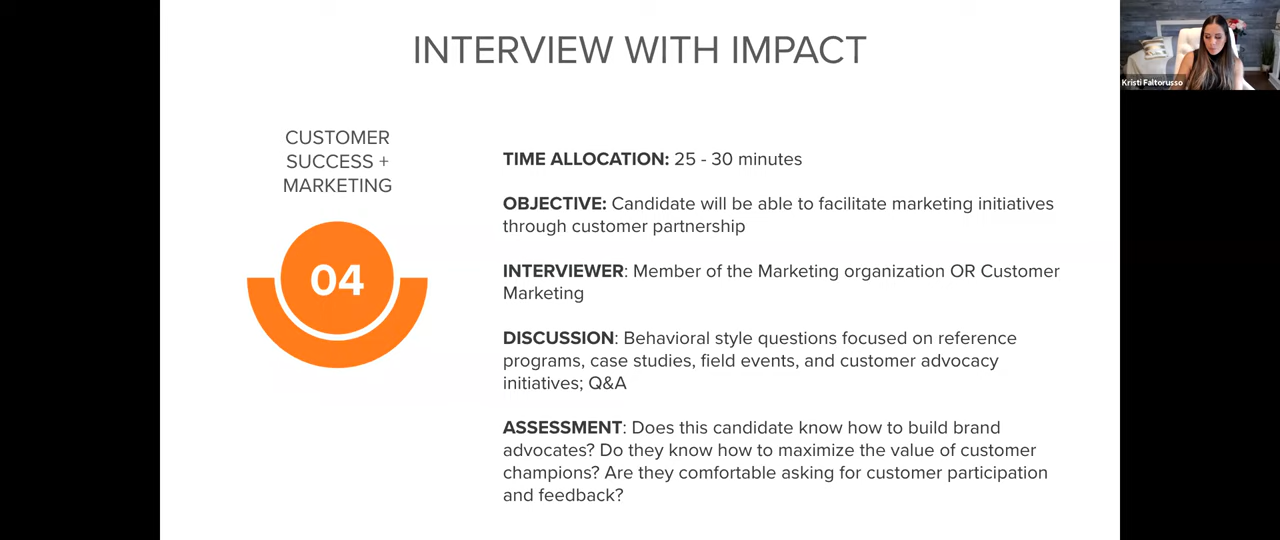 INTERVIEW WITH IMPACT
Kristi Faltorusso
CUSTOMER
SUCCESS +
MARKETING
04
TIME ALLOCATION: 25 - 30 minutes
OBJECTIVE: Candidate will be able to facilitate marketing initiatives
through customer partnership
INTERVIEWER: Member of the Marketing organization OR Customer
Marketing
DISCUSSION: Behavioral style questions focused on reference
programs, case studies, field events, and customer advocacy
initiatives; Q&A
ASSESSMENT: Does this candidate know how to build brand
advocates? Do they know how to maximize the value of customer
champions? Are they comfortable asking for customer participation
and feedback?